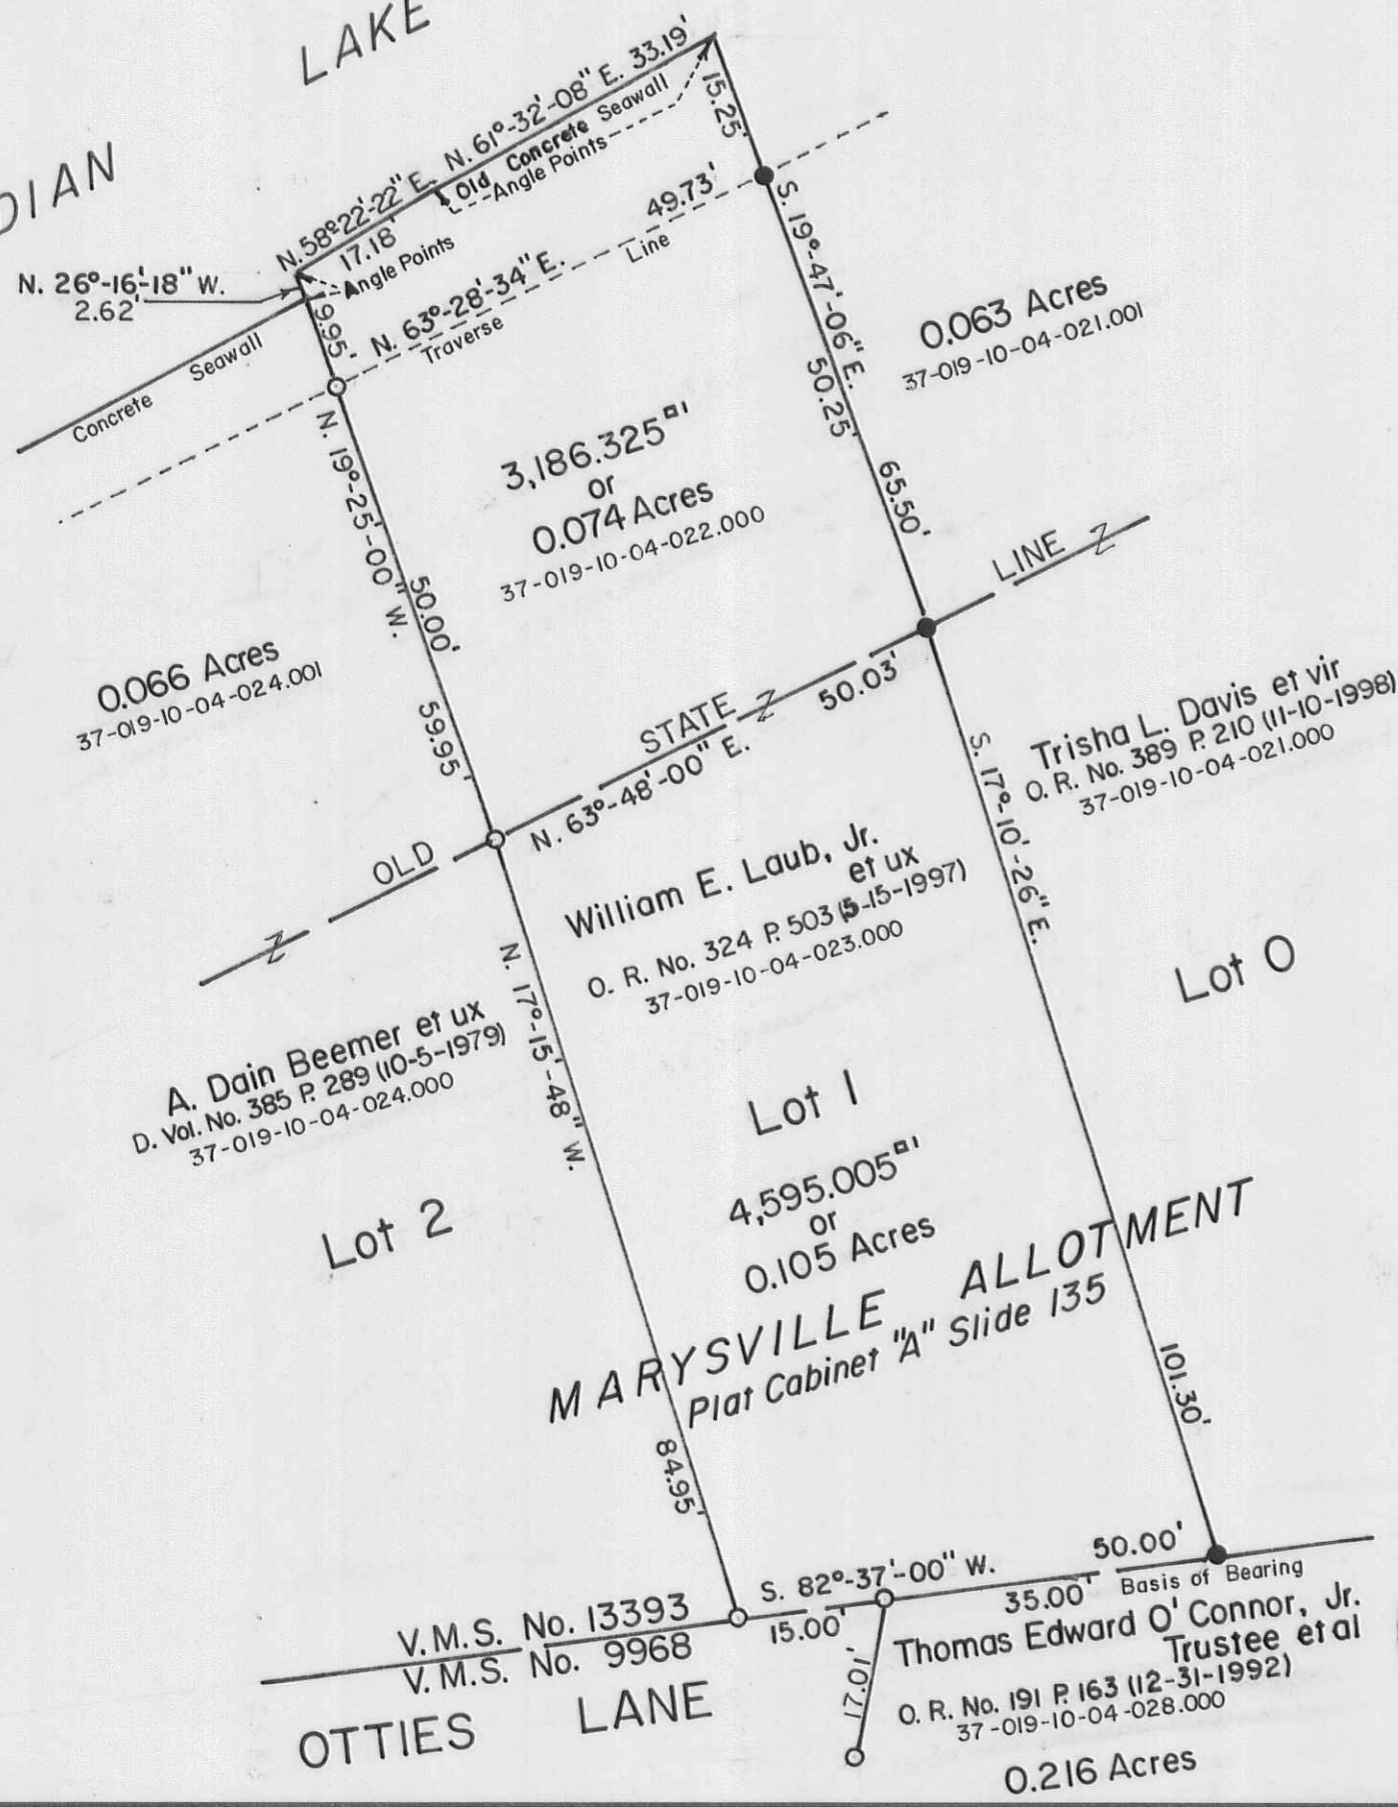 LAKE
DIAN
N. 61°-32'-08" E. 33.19'
Old Concrete Seawall
Angle Points
15.25'
N. 58°22'-22" E.
17.18'
Angle Points
N. 26°-16'-18" W.
2.62'
9.95'
49.73'
N. 63°-28'-34" E.
Traverse Line
Concrete Seawall
S. 19°-47'-06" E.
50.25'
65.50'
0.063 Acres
37-019-10-04-021.001
3,186.325□'
or
0.074 Acres
37-019-10-04-022.000
N. 19°-25'-00" W.
50.00'
59.95'
0.066 Acres
37-019-10-04-024.001
OLD STATE LINE
Z Z Z
50.03'
N. 63°-48'-00" E.
Trisha L. Davis et vir
O. R. No. 389 P. 210 (11-10-1998)
37-019-10-04-021.000
S. 17°-10'-26" E.
William E. Laub, Jr.
et ux
O. R. No. 324 P. 503 (5-15-1997)
37-019-10-04-023.000
Lot O
N. 17°-15'-48" W.
A. Dain Beemer et ux
D. Vol. No. 385 P. 289 (10-5-1979)
37-019-10-04-024.000
Lot 1
4,595.005□'
or
0.105 Acres
Lot 2
MARYSVILLE ALLOTMENT
Plat Cabinet "A" Slide 135
101.30'
84.95'
50.00'
S. 82°-37'-00" W.
35.00'
Basis of Bearing
15.00'
V.M.S. No. 13393
V.M.S. No. 9968
17.01'
Thomas Edward O'Connor, Jr.
Trustee et al
O. R. No. 191 P. 163 (12-31-1992)
37-019-10-04-028.000
0.216 Acres
OTTIES LANE